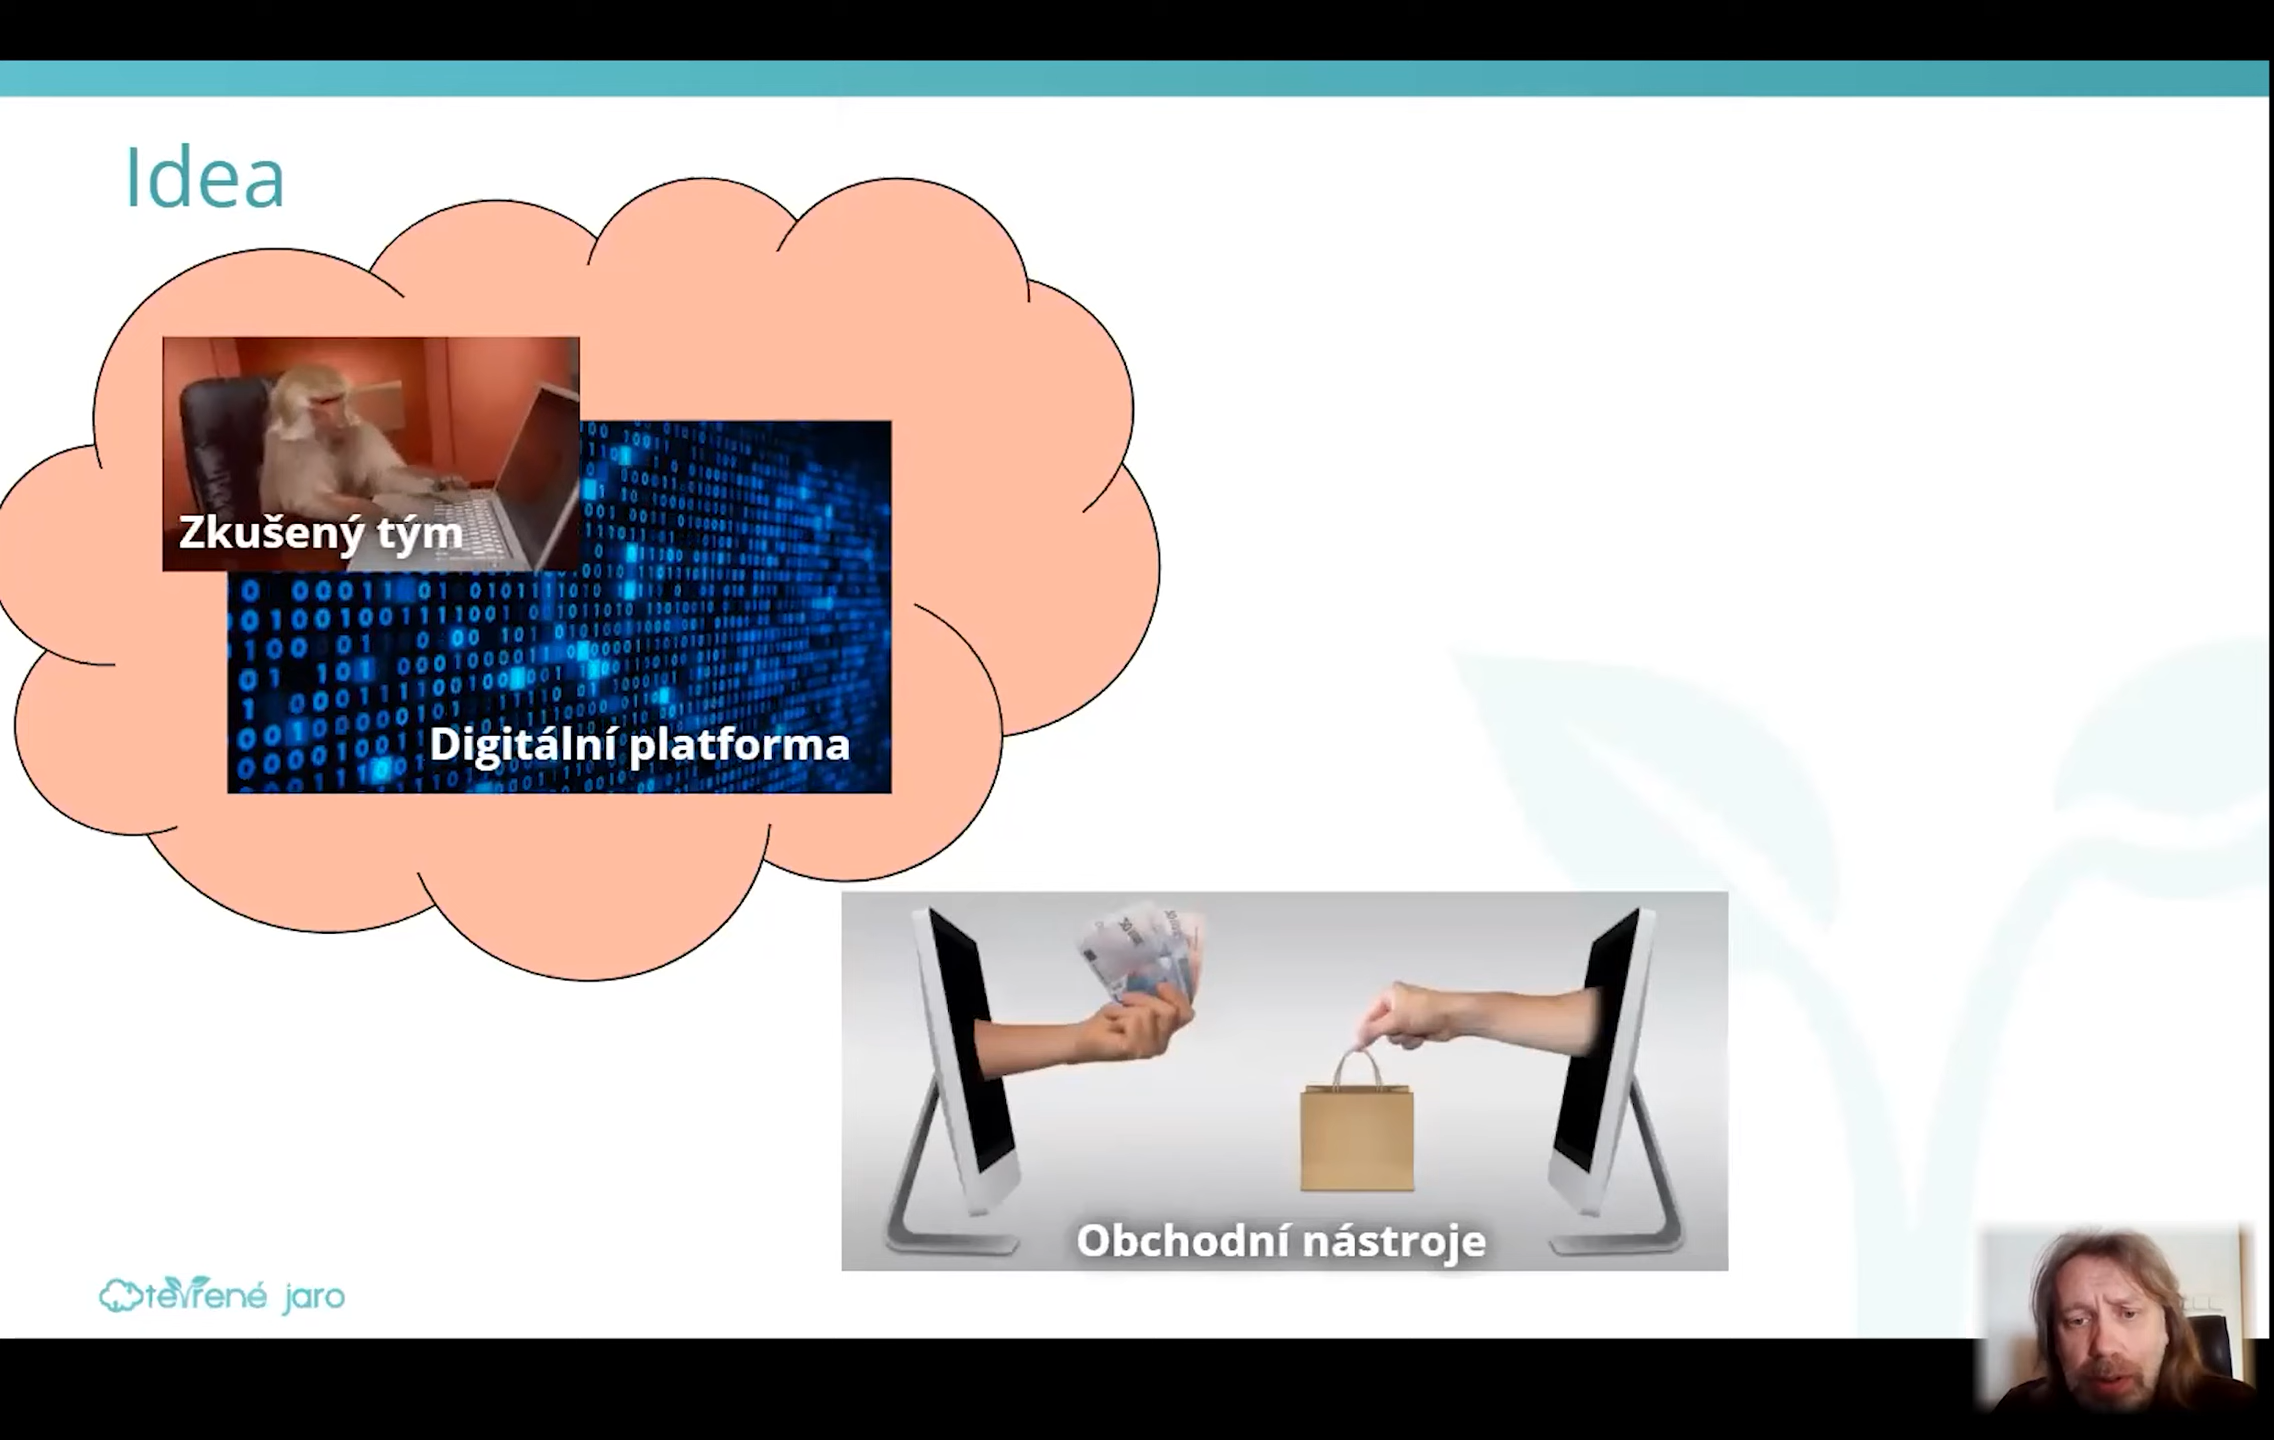 Idea
Zkušený tým
Digitální platforma
Obchodní nástroje
otevřené jaro